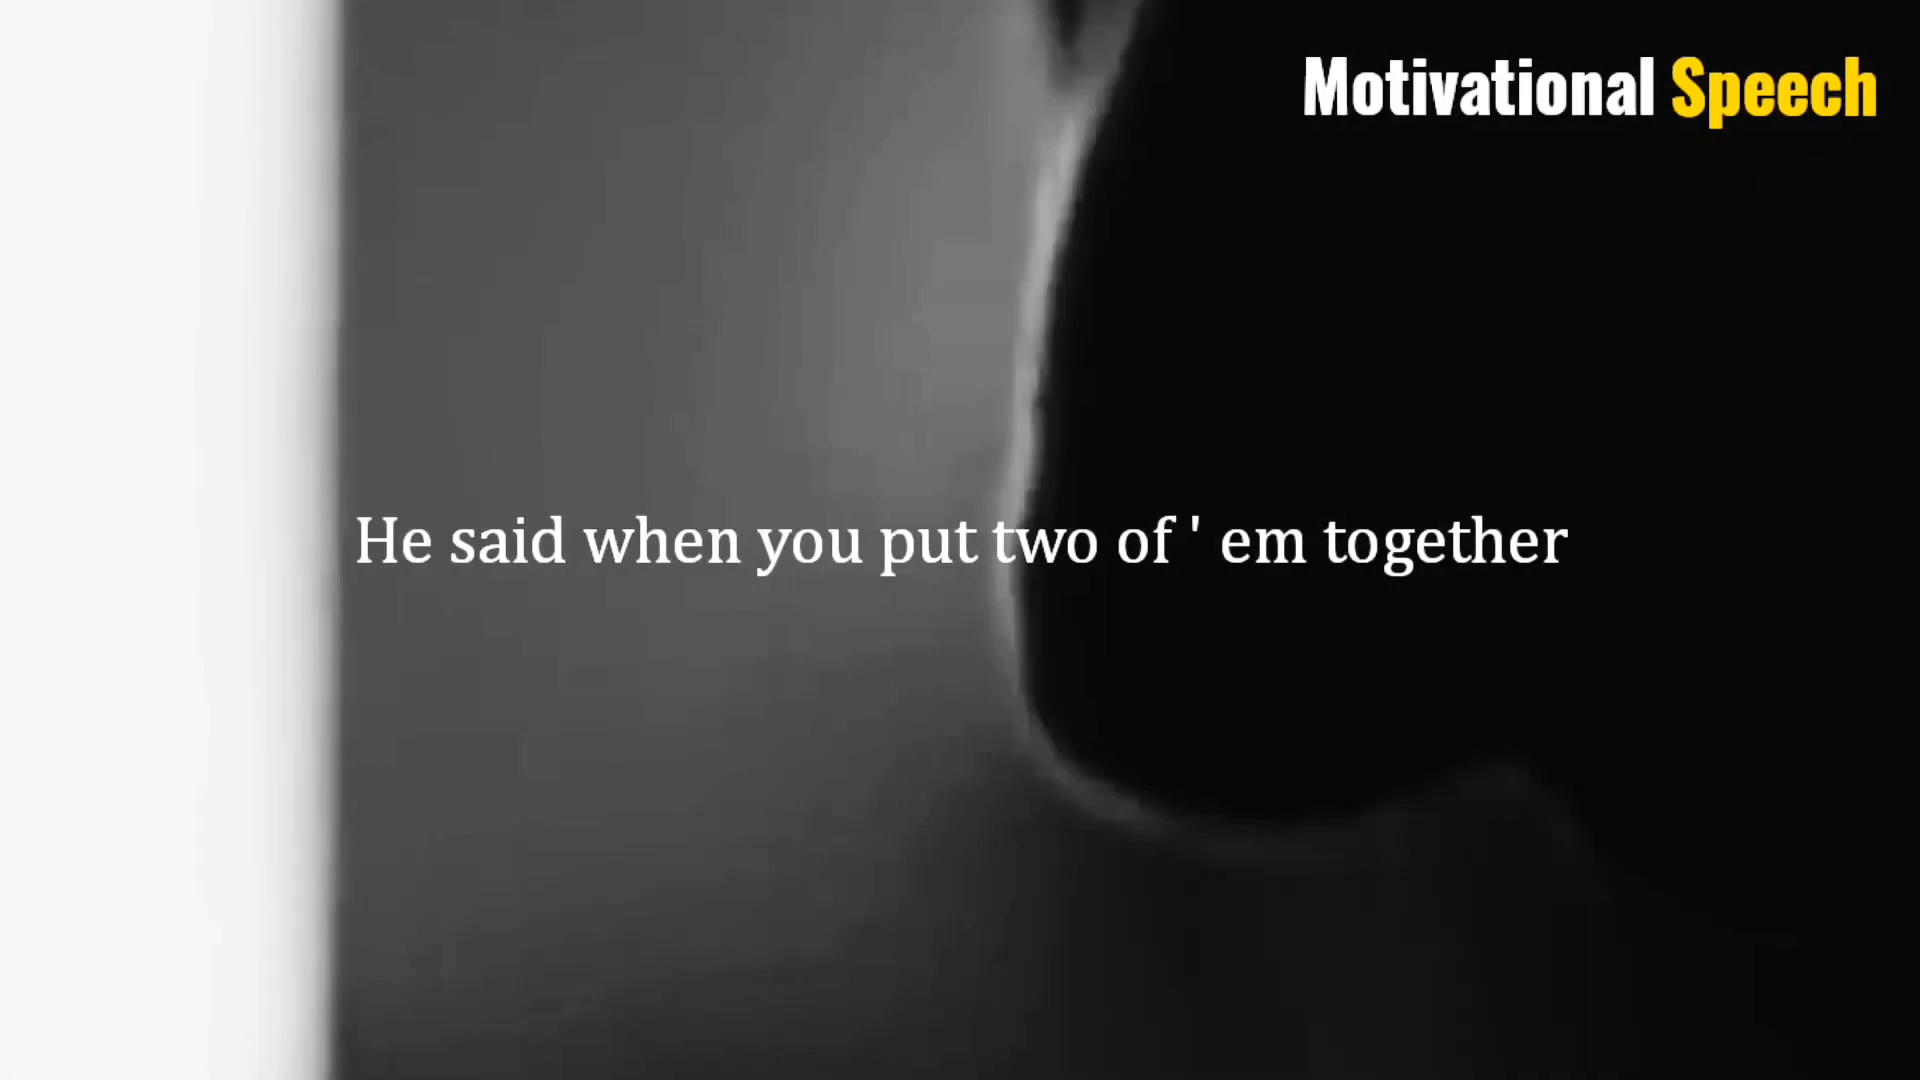 Motivational Speech
He said when you put two of ' em together